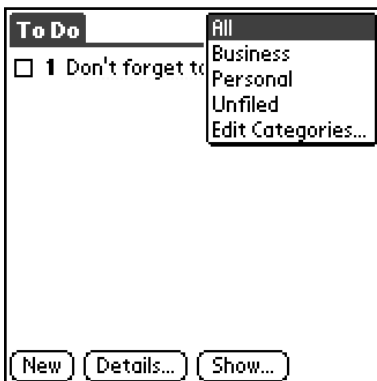 To Do
All
Business
Personal
Unfiled
Edit Categories...
1 Don't forget to
New
Details...
Show...